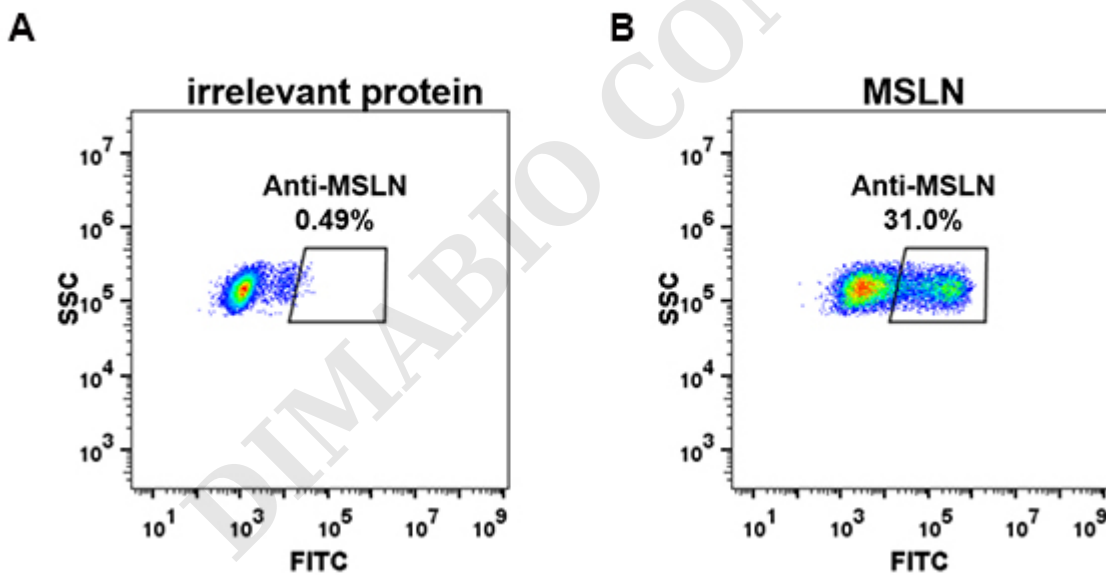 A
irrelevant protein
Anti-MSLN
0.49%
10^7
10^6
10^5
10^4
10^3
SSC
10^1 10^3 10^5 10^7 10^9
FITC
B
MSLN
Anti-MSLN
31.0%
10^7
10^6
10^5
10^4
10^3
SSC
10^1 10^3 10^5 10^7 10^9
FITC
DIMABIO